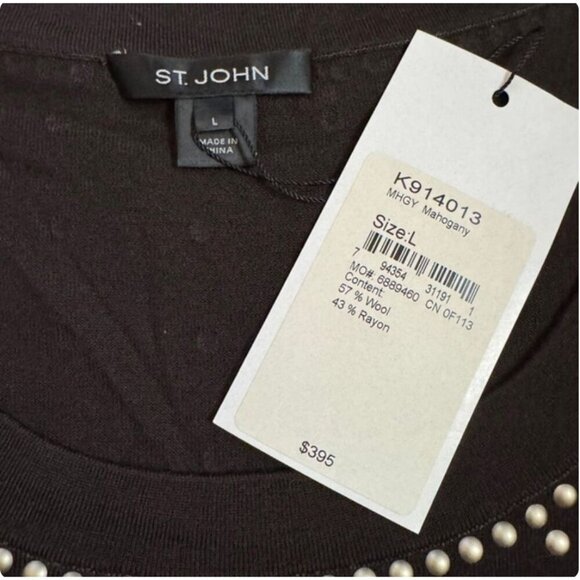 ST. JOHN
L
MADE IN
CHINA
K914013
MHGY Mahogany
Size:L
7 94354 31191 1
MO#: 6889460 CN 0F113
Content:
57 % Wool
43 % Rayon
$395